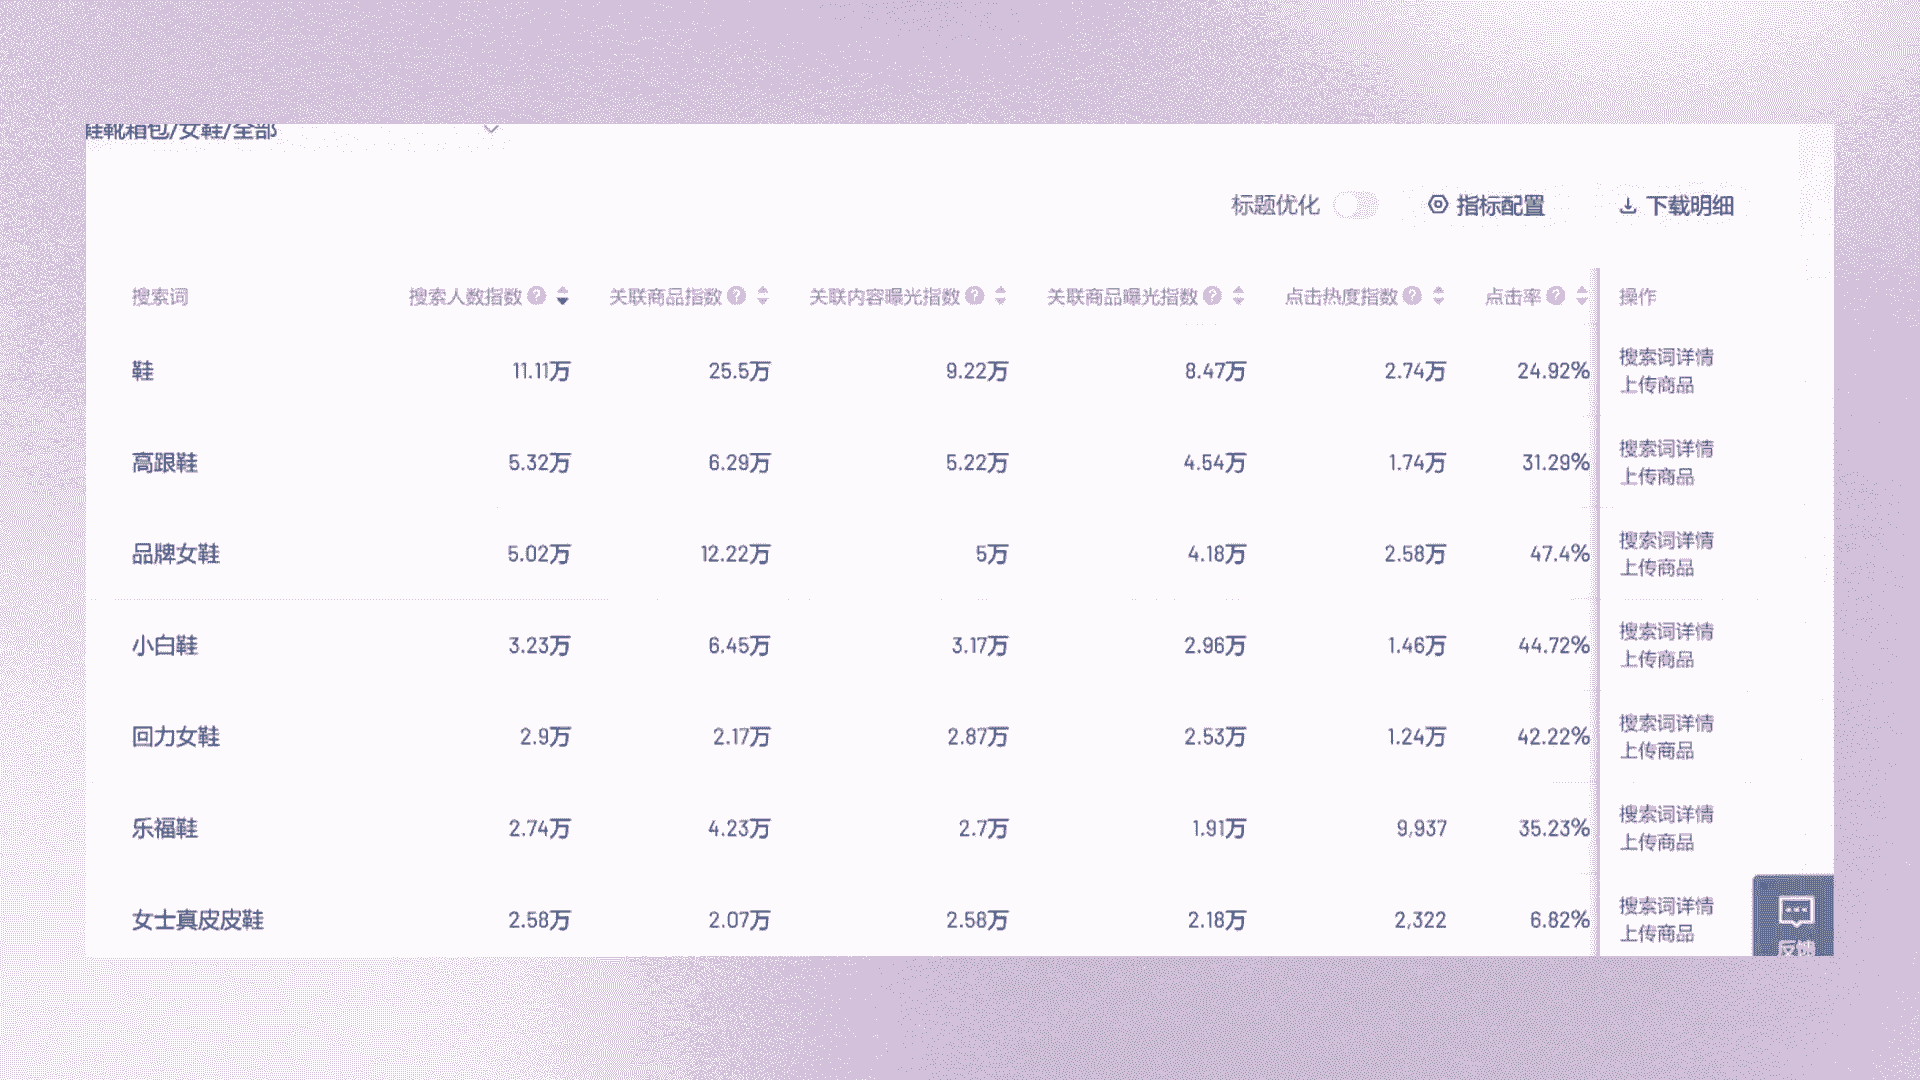 鞋靴箱包/女鞋/全部
标题优化 指标配置 下载明细
搜索词 搜索人数指数 关联商品指数 关联内容曝光指数 关联商品曝光指数 点击热度指数 点击率 操作
鞋 11.11万 25.5万 9.22万 8.47万 2.74万 24.92% 搜索词详情
上传商品
高跟鞋 5.32万 6.29万 5.22万 4.54万 1.74万 31.29% 搜索词详情
上传商品
品牌女鞋 5.02万 12.22万 5万 4.18万 2.58万 47.4% 搜索词详情
上传商品
小白鞋 3.23万 6.45万 3.17万 2.96万 1.46万 44.72% 搜索词详情
上传商品
回力女鞋 2.9万 2.17万 2.87万 2.53万 1.24万 42.22% 搜索词详情
上传商品
乐福鞋 2.74万 4.23万 2.7万 1.91万 9,937 35.23% 搜索词详情
上传商品
女士真皮皮鞋 2.58万 2.07万 2.58万 2.18万 2,322 6.82% 搜索词详情
上传商品
反馈